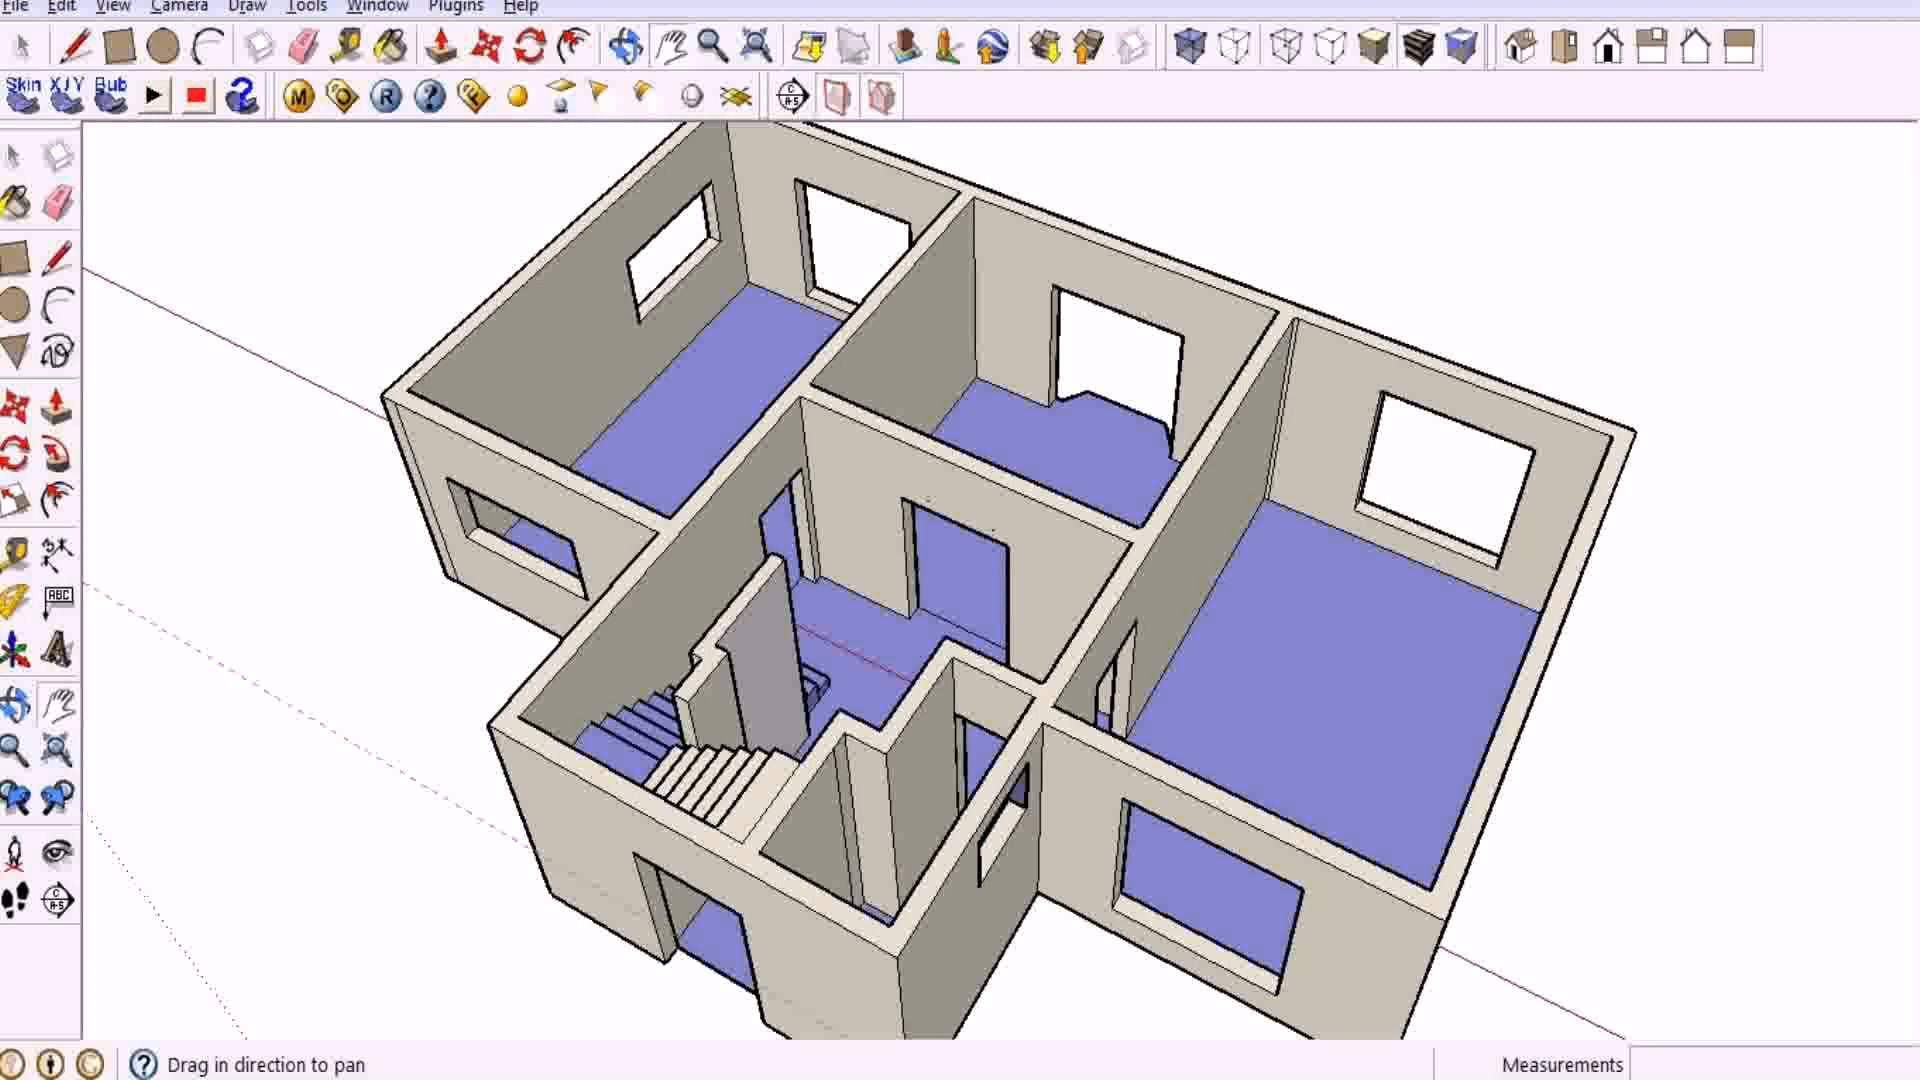 File Edit View Camera Draw Tools Window Plugins Help
Skin X/Y Bub
M R ? C A-S
ABC
A
C A-S
? Drag in direction to pan Measurements